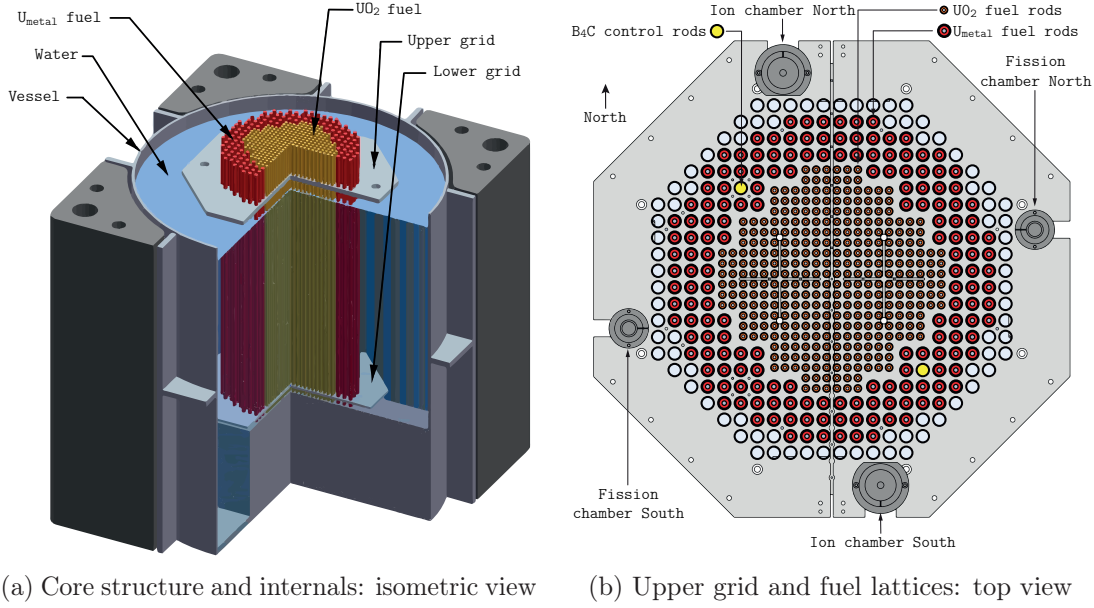 U_metal fuel
UO₂ fuel
Water
Upper grid
Vessel
Lower grid
(a) Core structure and internals: isometric view
Ion chamber North
UO₂ fuel rods
B₄C control rods
U_metal fuel rods
Fission
chamber North
North
Fission
chamber South
Ion chamber South
(b) Upper grid and fuel lattices: top view